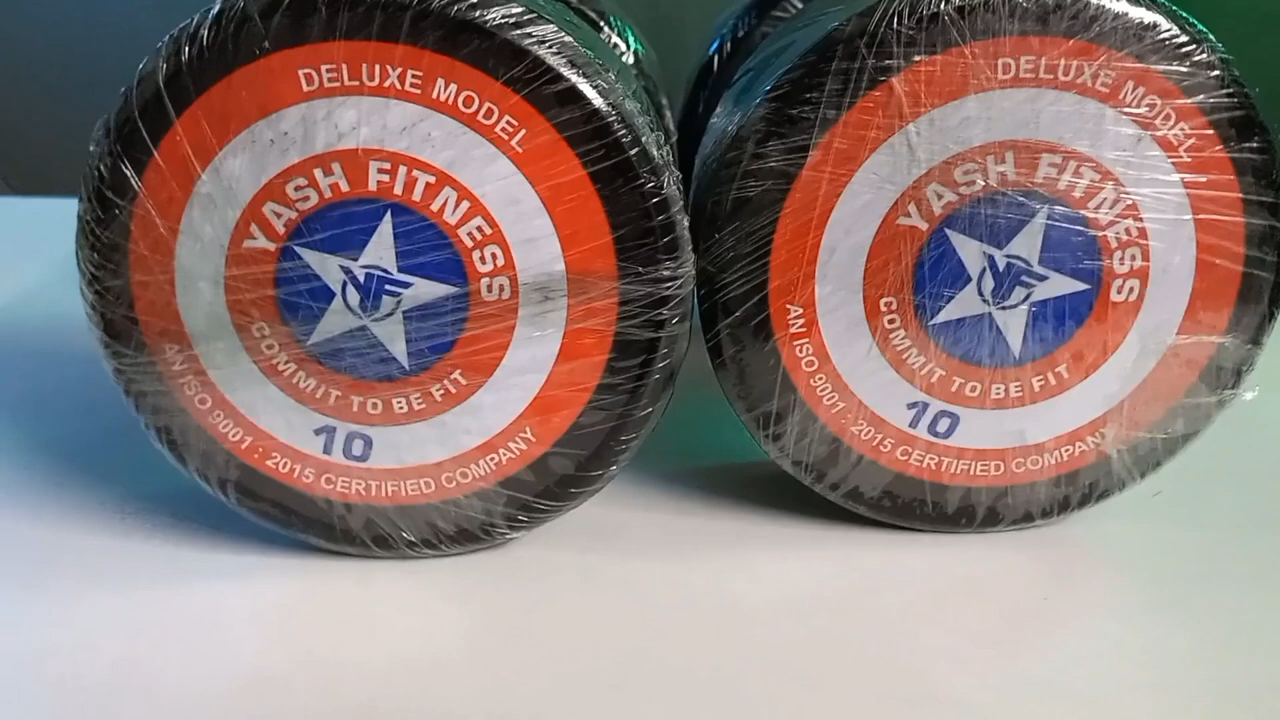 DELUXE MODEL
YASH FITNESS
YF
COMMIT TO BE FIT
10
AN ISO 9001 : 2015 CERTIFIED COMPANY
DELUXE MODEL
YASH FITNESS
YF
COMMIT TO BE FIT
10
AN ISO 9001 : 2015 CERTIFIED COMPANY